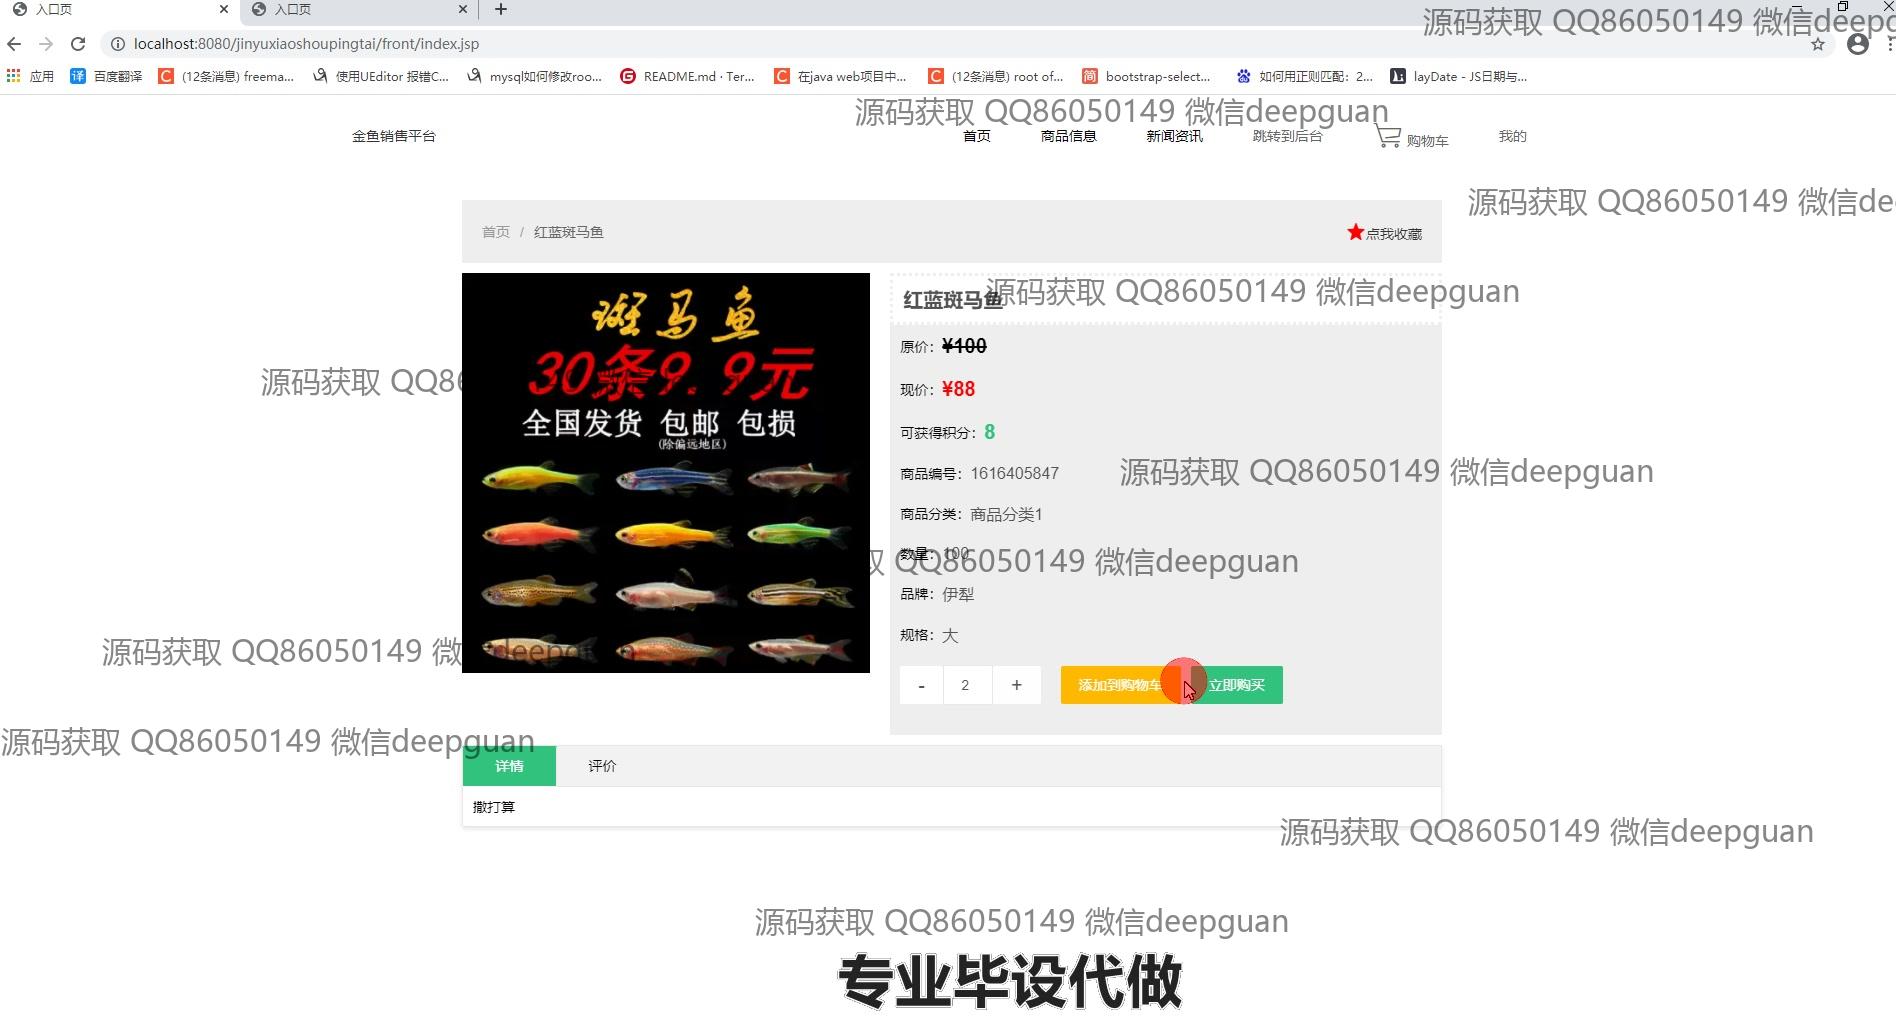 入口页
入口页
localhost:8080/jinyuxiaoshoupingtai/front/index.jsp
源码获取 QQ86050149 微信deepg
应用
百度翻译
(12条消息) freema...
使用UEditor 报错C...
mysql如何修改roo...
README.md · Ter...
在java web项目中...
(12条消息) root of...
bootstrap-select...
如何用正则匹配：2...
layDate - JS日期与...
源码获取 QQ86050149 微信deepguan
金鱼销售平台
首页
商品信息
新闻资讯
跳转到后台
购物车
我的
源码获取 QQ86050149 微信de
首页 / 红蓝斑马鱼
点我收藏
斑马鱼
30条9.9元
全国发货 包邮 包损
(除偏远地区)
红蓝斑马鱼
源码获取 QQ86050149 微信deepguan
原价：¥100
源码获取 QQ86
现价：¥88
可获得积分：8
商品编号：1616405847
源码获取 QQ86050149 微信deepguan
商品分类：商品分类1
数量：100
取 QQ86050149 微信deepguan
品牌：伊犁
规格：大
源码获取 QQ86050149 微信deepguan
- 2 +
添加到购物车
立即购买
源码获取 QQ86050149 微信deepguan
详情
评价
撒打算
源码获取 QQ86050149 微信deepguan
源码获取 QQ86050149 微信deepguan
专业毕设代做